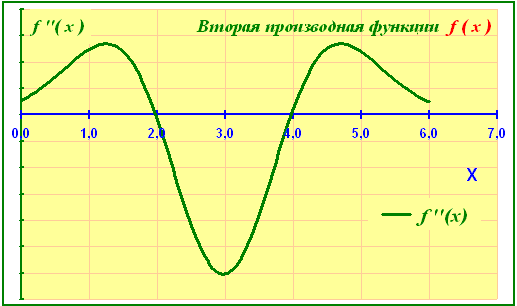 f ''( x )
Вторая производная функции f ( x )
0,0 1,0 2,0 3,0 4,0 5,0 6,0 7,0
X
f ''(x)